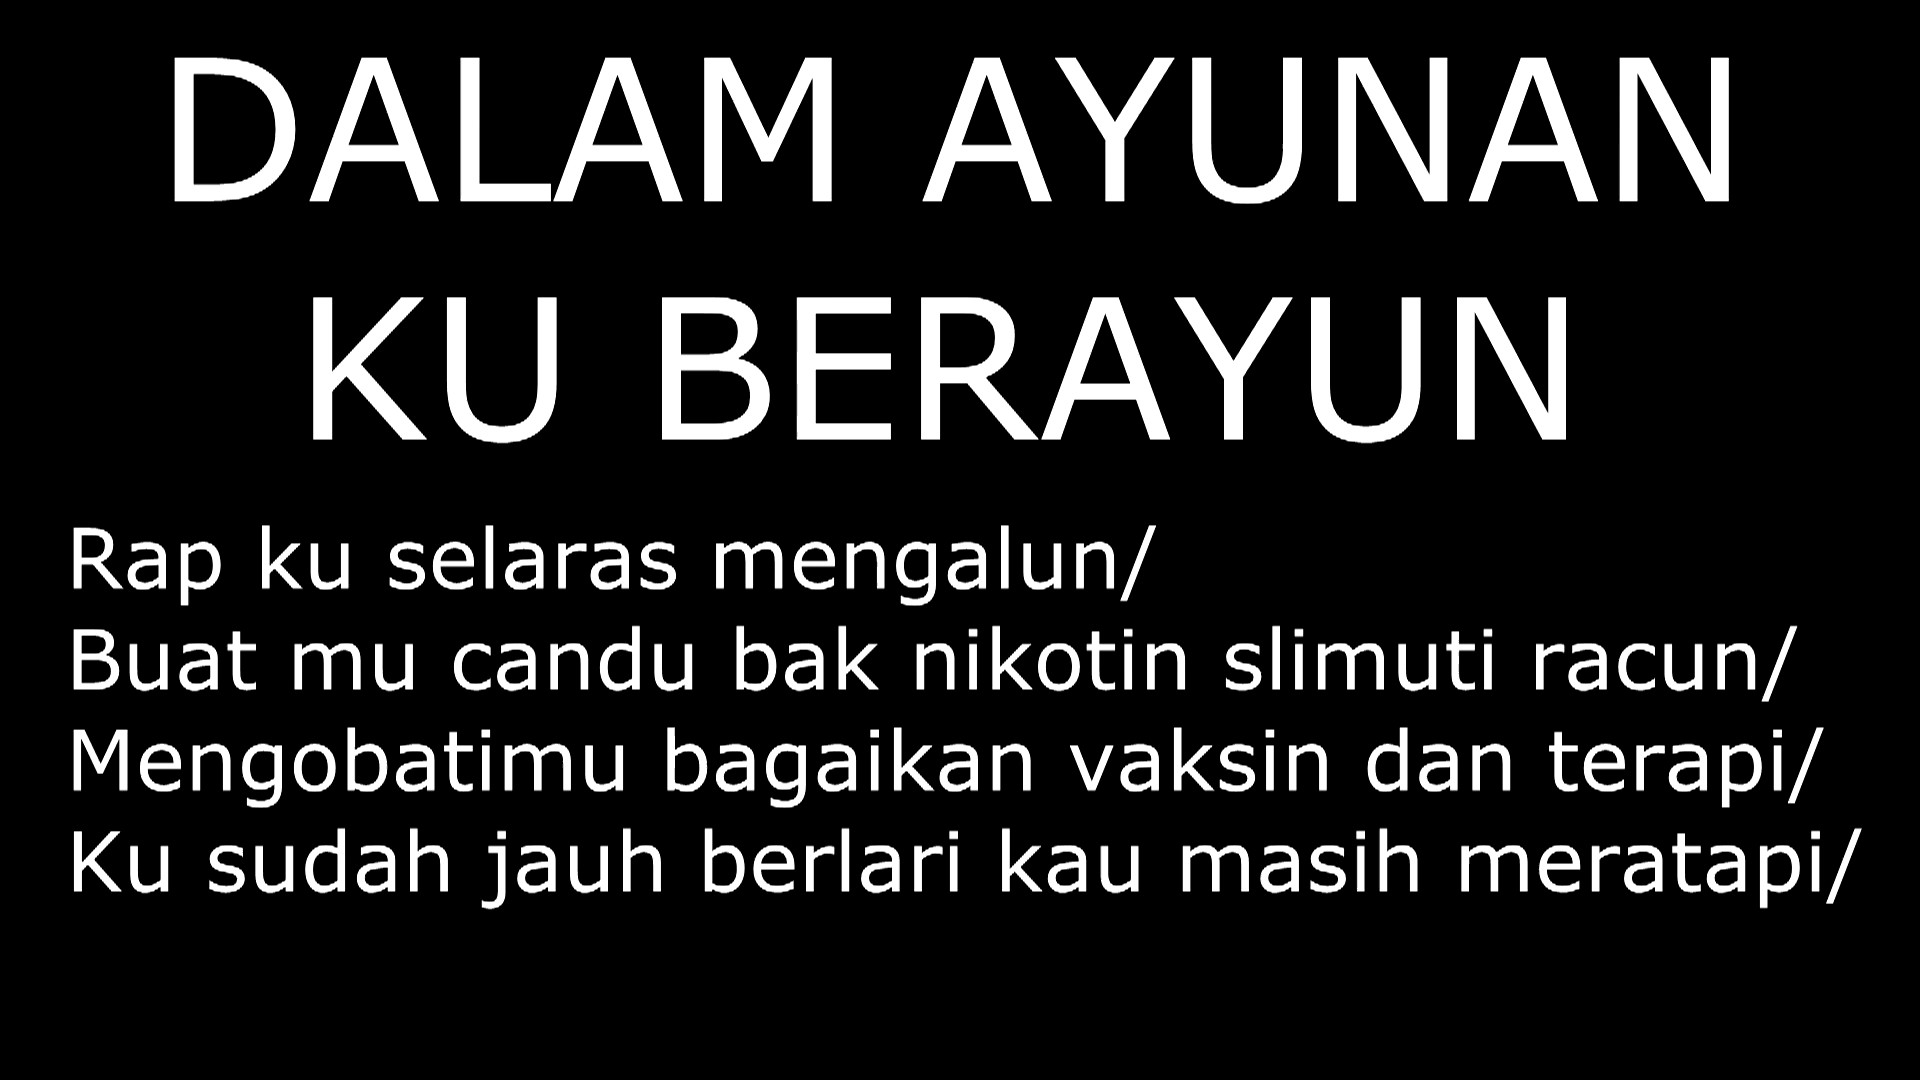 DALAM AYUNAN
KU BERAYUN
Rap ku selaras mengalun/
Buat mu candu bak nikotin slimuti racun/
Mengobatimu bagaikan vaksin dan terapi/
Ku sudah jauh berlari kau masih meratapi/